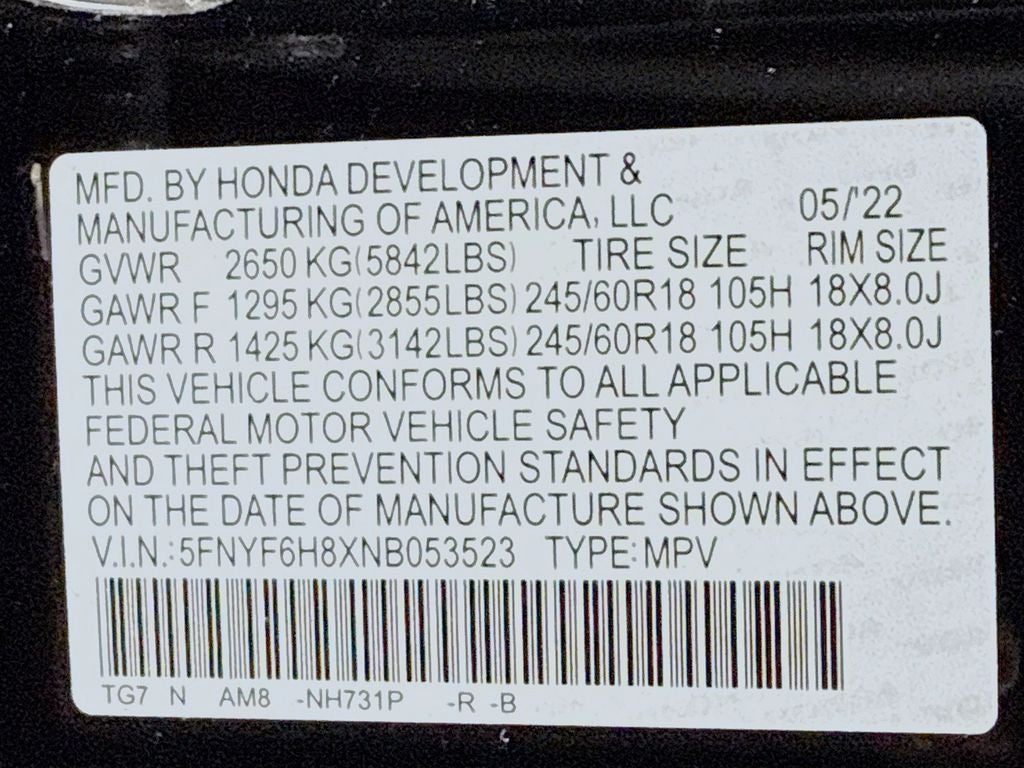 MFD. BY HONDA DEVELOPMENT &
MANUFACTURING OF AMERICA, LLC 05/'22
GVWR 2650 KG(5842LBS) TIRE SIZE RIM SIZE
GAWR F 1295 KG(2855LBS) 245/60R18 105H 18X8.0J
GAWR R 1425 KG(3142LBS) 245/60R18 105H 18X8.0J
THIS VEHICLE CONFORMS TO ALL APPLICABLE
FEDERAL MOTOR VEHICLE SAFETY
AND THEFT PREVENTION STANDARDS IN EFFECT
ON THE DATE OF MANUFACTURE SHOWN ABOVE.
V.I.N.:5FNYF6H8XNB053523 TYPE:MPV
TG7 N AM8 -NH731P -R -B